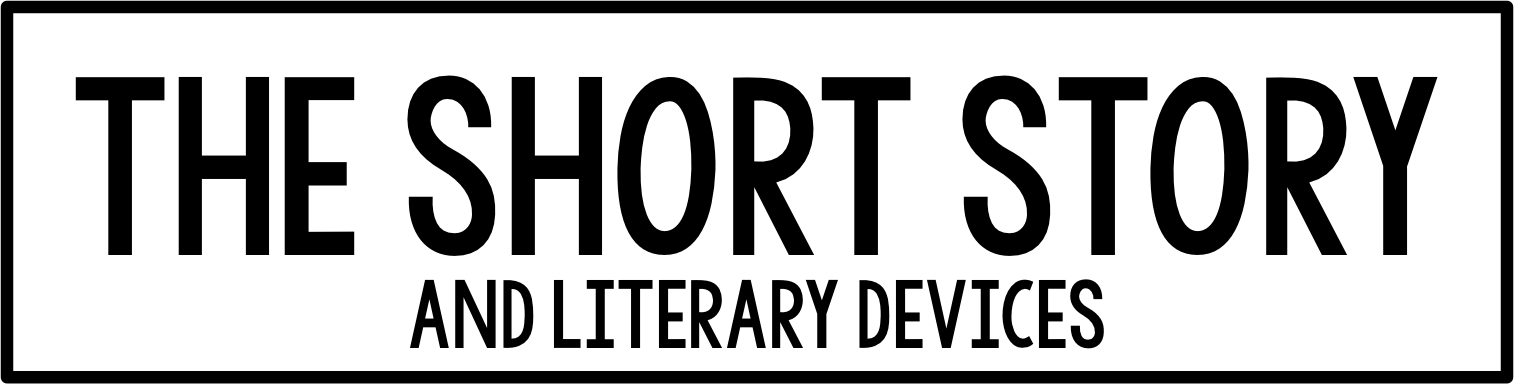 THE SHORT STORY
AND LITERARY DEVICES